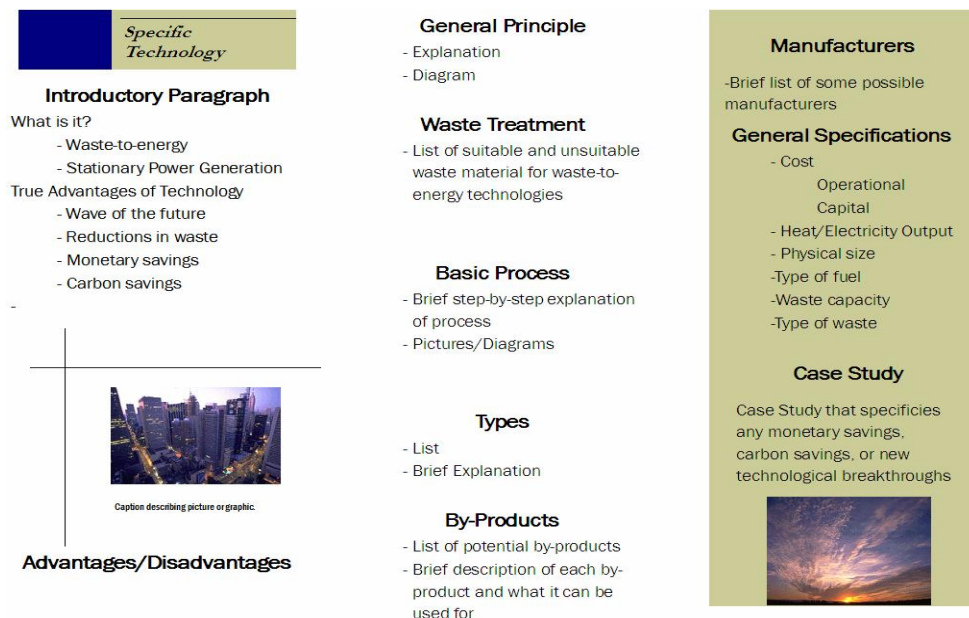 Specific
Technology
Introductory Paragraph
What is it?
- Waste-to-energy
- Stationary Power Generation
True Advantages of Technology
- Wave of the future
- Reductions in waste
- Monetary savings
- Carbon savings
-
Caption describing picture or graphic.
Advantages/Disadvantages
General Principle
- Explanation
- Diagram
Waste Treatment
- List of suitable and unsuitable
waste material for waste-to-
energy technologies
Basic Process
- Brief step-by-step explanation
of process
- Pictures/Diagrams
Types
- List
- Brief Explanation
By-Products
- List of potential by-products
- Brief description of each by-
product and what it can be
used for
Manufacturers
-Brief list of some possible
manufacturers
General Specifications
- Cost
Operational
Capital
- Heat/Electricity Output
- Physical size
-Type of fuel
-Waste capacity
-Type of waste
Case Study
Case Study that specificies
any monetary savings,
carbon savings, or new
technological breakthroughs